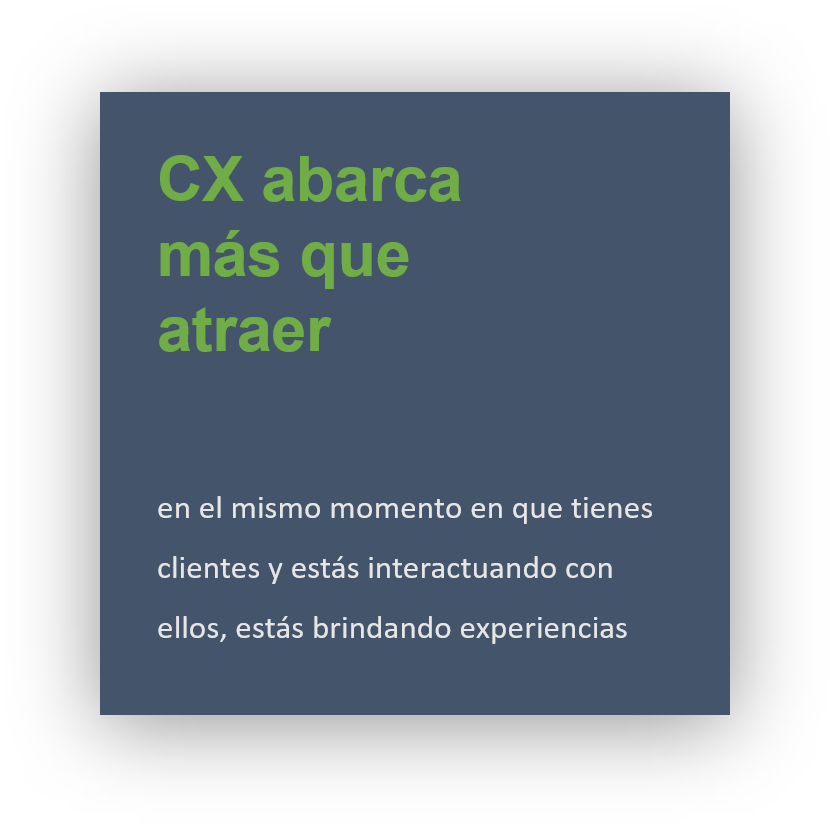 CX abarca
más que
atraer
en el mismo momento en que tienes
clientes y estás interactuando con
ellos, estás brindando experiencias